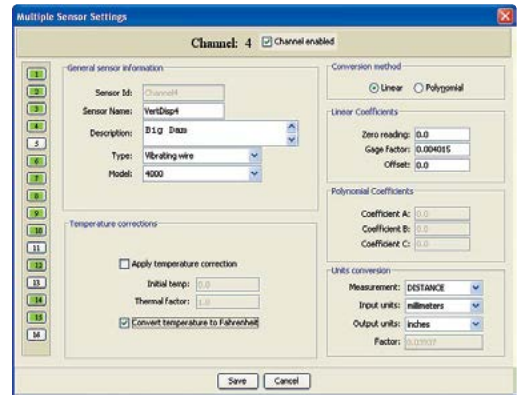 Multiple Sensor Settings
Channel: 4 Channel enabled
1
2
3
4
5
6
7
8
9
10
11
12
13
14
15
16
General sensor information
Sensor Id: Channel4
Sensor Name: VertDisp4
Description: Big Dam
Type: Vibrating wire
Model: 4000
Temperature corrections
Apply temperature correction
Initial temp: 0.0
Thermal factor: 1.0
Convert temperature to Fahrenheit
Conversion method
Linear Polynomial
Linear Coefficients
Zero reading: 0.0
Gage factor: 0.004015
Offset: 0.0
Polynomial Coefficients
Coefficient A: 0.0
Coefficient B: 0.0
Coefficient C: 0.0
Units conversion
Measurement: DISTANCE
Input units: millimeters
Output units: inches
Factor: 0.03937
Save Cancel